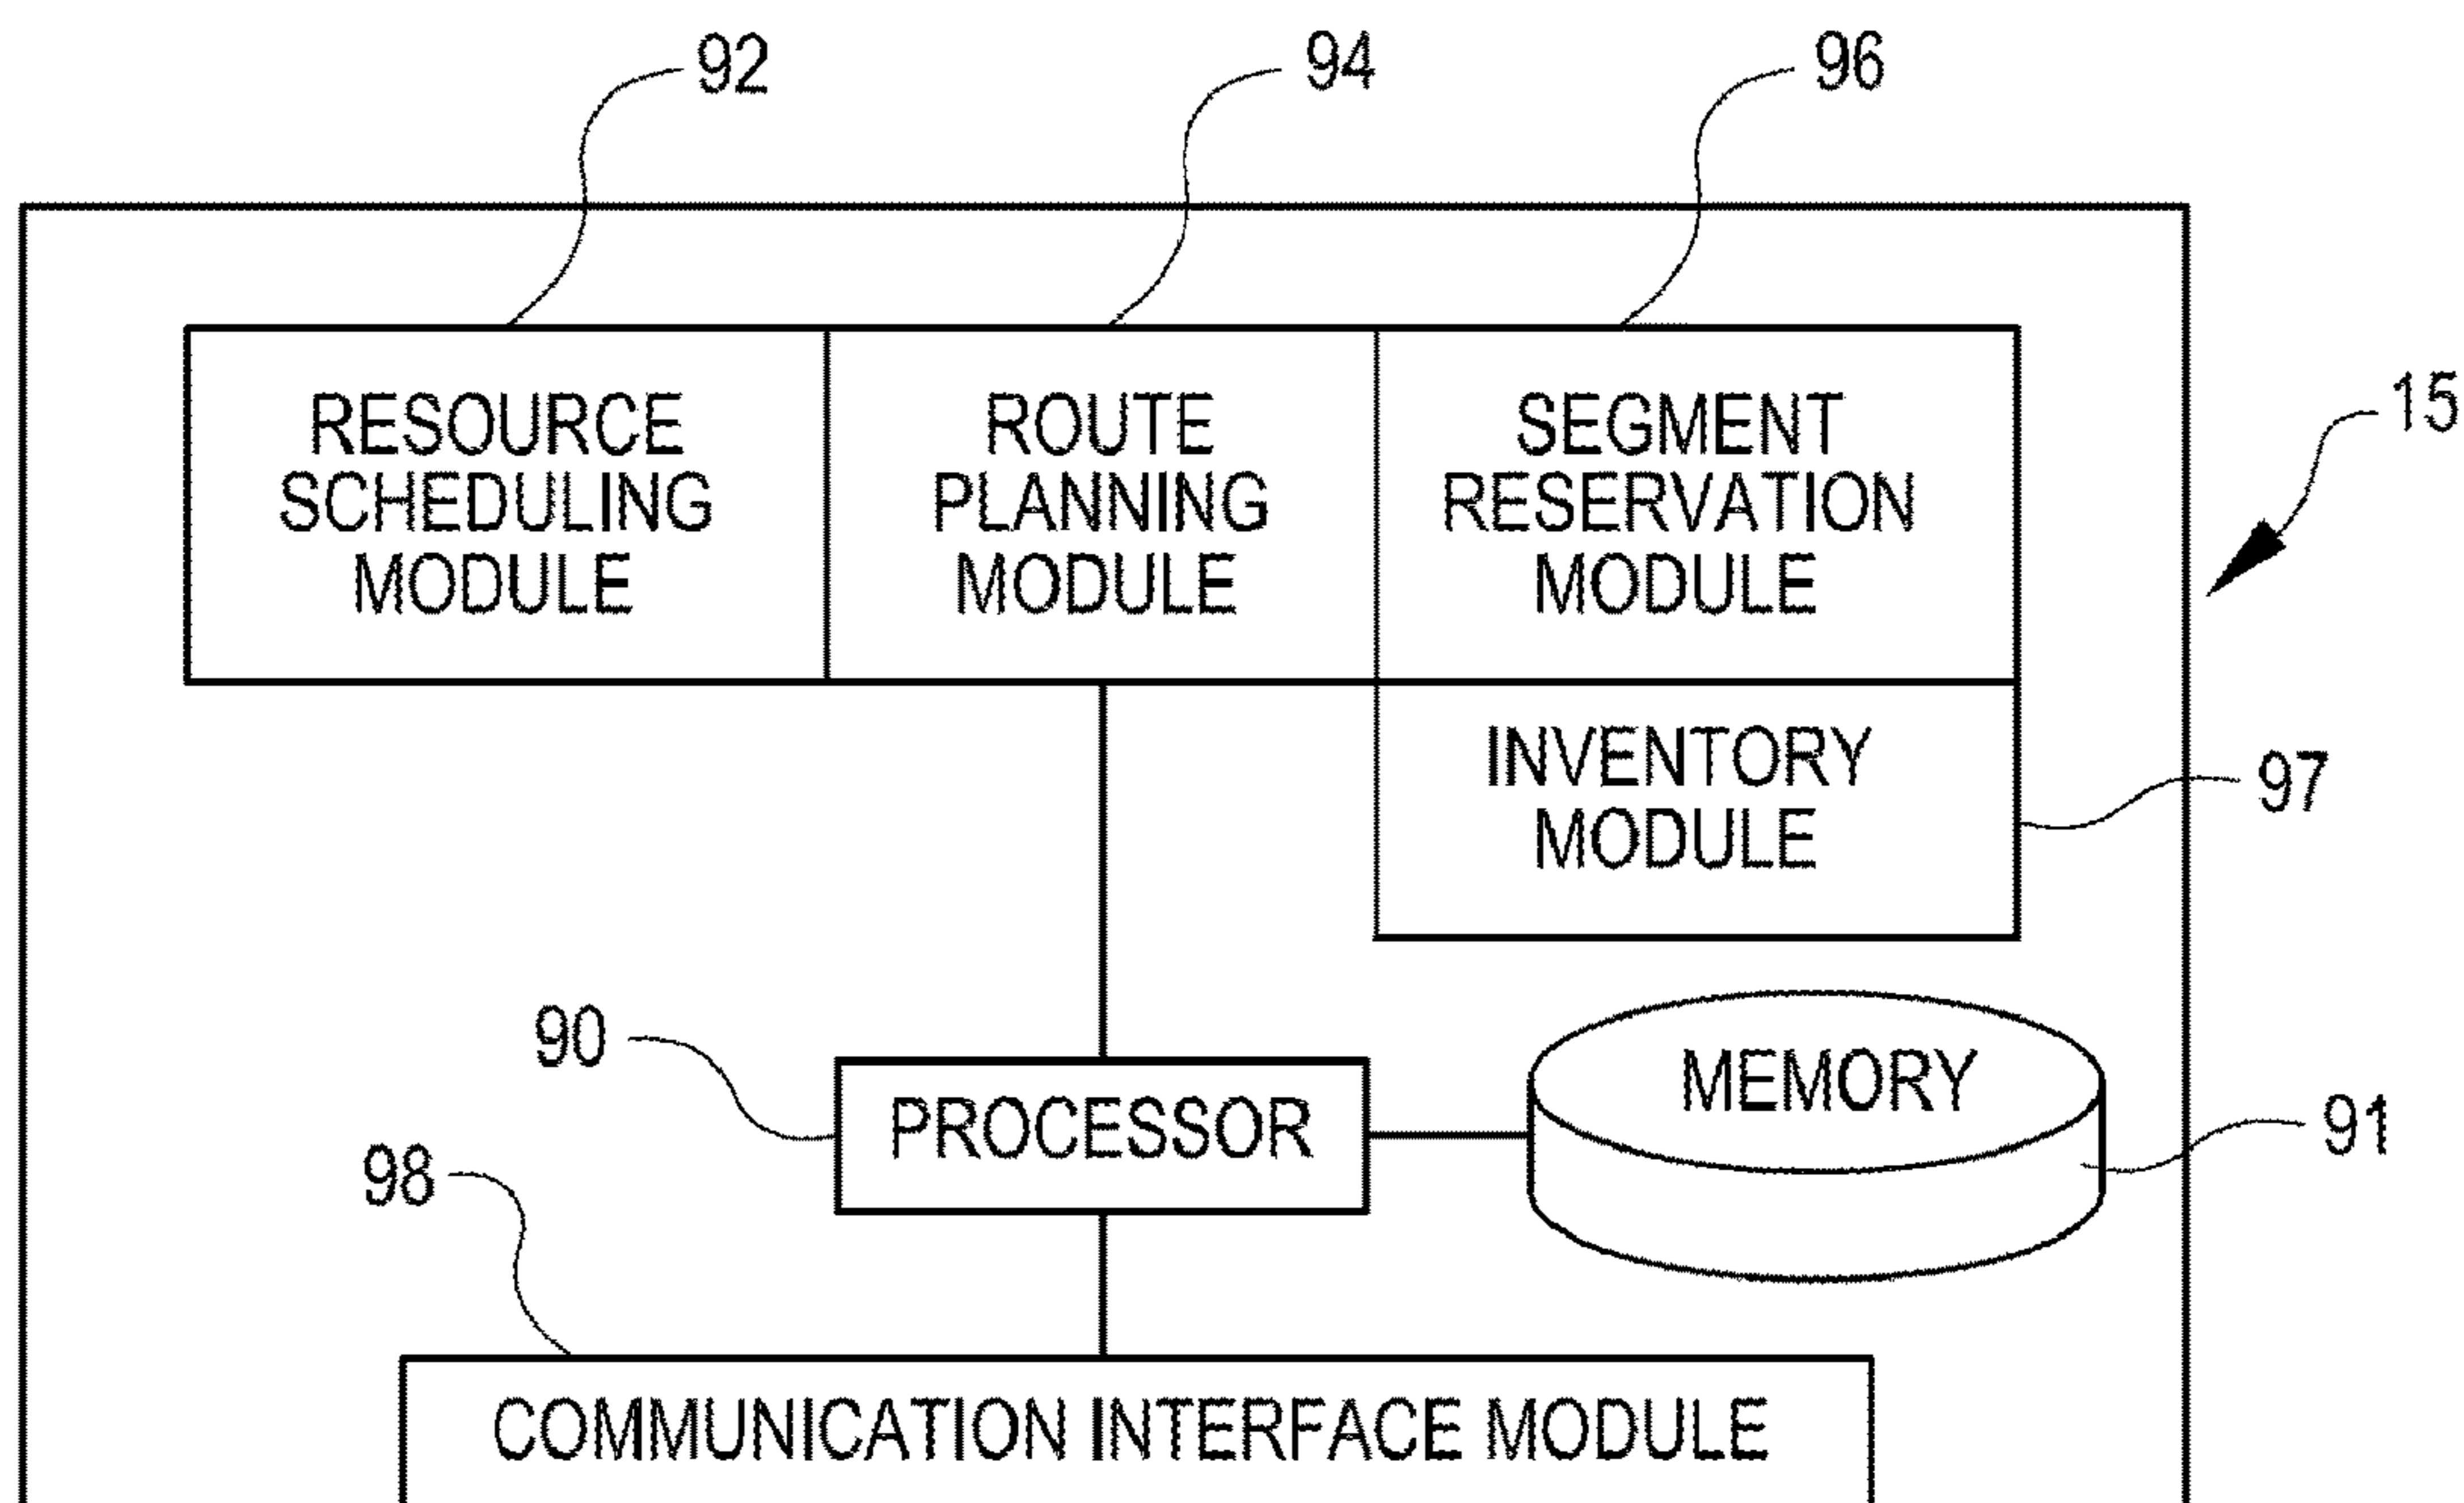 92
94
96
15
RESOURCE
SCHEDULING
MODULE
ROUTE
PLANNING
MODULE
SEGMENT
RESERVATION
MODULE
INVENTORY
MODULE
97
90
PROCESSOR
MEMORY
91
98
COMMUNICATION INTERFACE MODULE